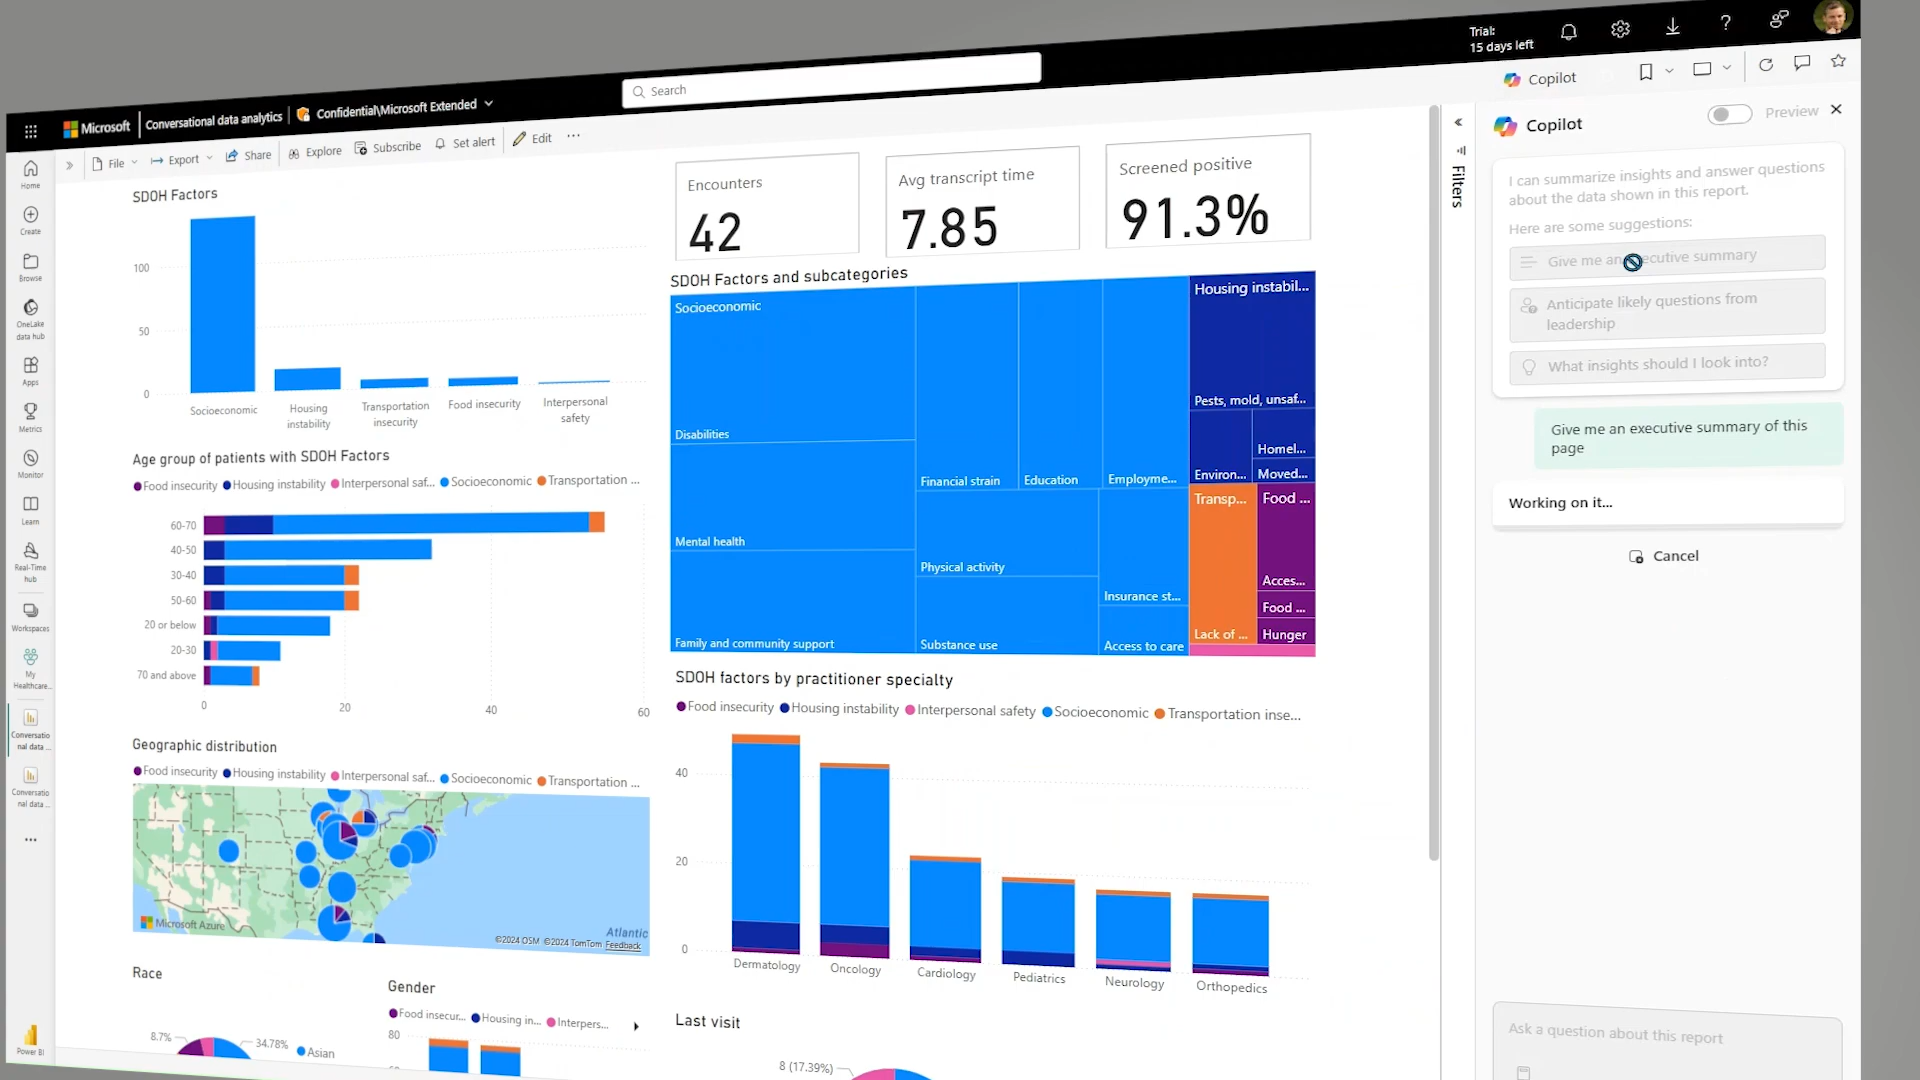 Trial:
15 days left
Microsoft
Conversational data analytics
Confidential\Microsoft Extended
Search
Copilot
File
Export
Share
Explore
Subscribe
Set alert
Edit
Home
Create
Browse
OneLake
data hub
Apps
Metrics
Monitor
Learn
Real-Time
hub
Workspaces
My
Healthcare...
Conversatio
nal data ...
Conversatio
nal data ...
Power BI
SDOH Factors
100
50
0
Socioeconomic
Housing
instability
Transportation
insecurity
Food insecurity
Interpersonal
safety
Encounters
42
Avg transcript time
7.85
Screened positive
91.3%
SDOH Factors and subcategories
Socioeconomic
Disabilities
Mental health
Family and community support
Financial strain
Education
Employme...
Physical activity
Substance use
Insurance st...
Access to care
Housing instabil...
Pests, mold, unsaf...
Environ...
Homel...
Moved...
Transp...
Lack of ...
Food ...
Acces...
Food ...
Hunger
Age group of patients with SDOH Factors
Food insecurity
Housing instability
Interpersonal saf...
Socioeconomic
Transportation ...
60-70
40-50
30-40
50-60
20 or below
20-30
70 and above
0
20
40
60
SDOH factors by practitioner specialty
Food insecurity
Housing instability
Interpersonal safety
Socioeconomic
Transportation inse...
40
20
0
Dermatology
Oncology
Cardiology
Pediatrics
Neurology
Orthopedics
Geographic distribution
Food insecurity
Housing instability
Interpersonal saf...
Socioeconomic
Transportation ...
Microsoft Azure
Atlantic
©2024 OSM ©2024 TomTom Feedback
Race
8.7%
34.78%
Asian
Gender
Food insecur...
Housing in...
Interpers...
80
Last visit
8 (17.39%)
Filters
Copilot
Preview
I can summarize insights and answer questions
about the data shown in this report.
Here are some suggestions:
Give me an executive summary
Anticipate likely questions from
leadership
What insights should I look into?
Give me an executive summary of this
page
Working on it...
Cancel
Ask a question about this report